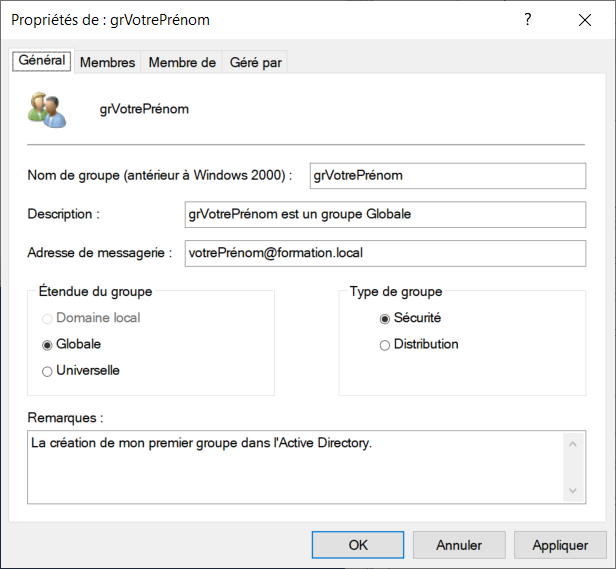 Propriétés de : grVotrePrénom
?
Général
Membres
Membre de
Géré par
grVotrePrénom
Nom de groupe (antérieur à Windows 2000) :
grVotrePrénom
Description :
grVotrePrénom est un groupe Globale
Adresse de messagerie :
votrePrénom@formation.local
Étendue du groupe
Domaine local
Globale
Universelle
Type de groupe
Sécurité
Distribution
Remarques :
La création de mon premier groupe dans l'Active Directory.
OK
Annuler
Appliquer